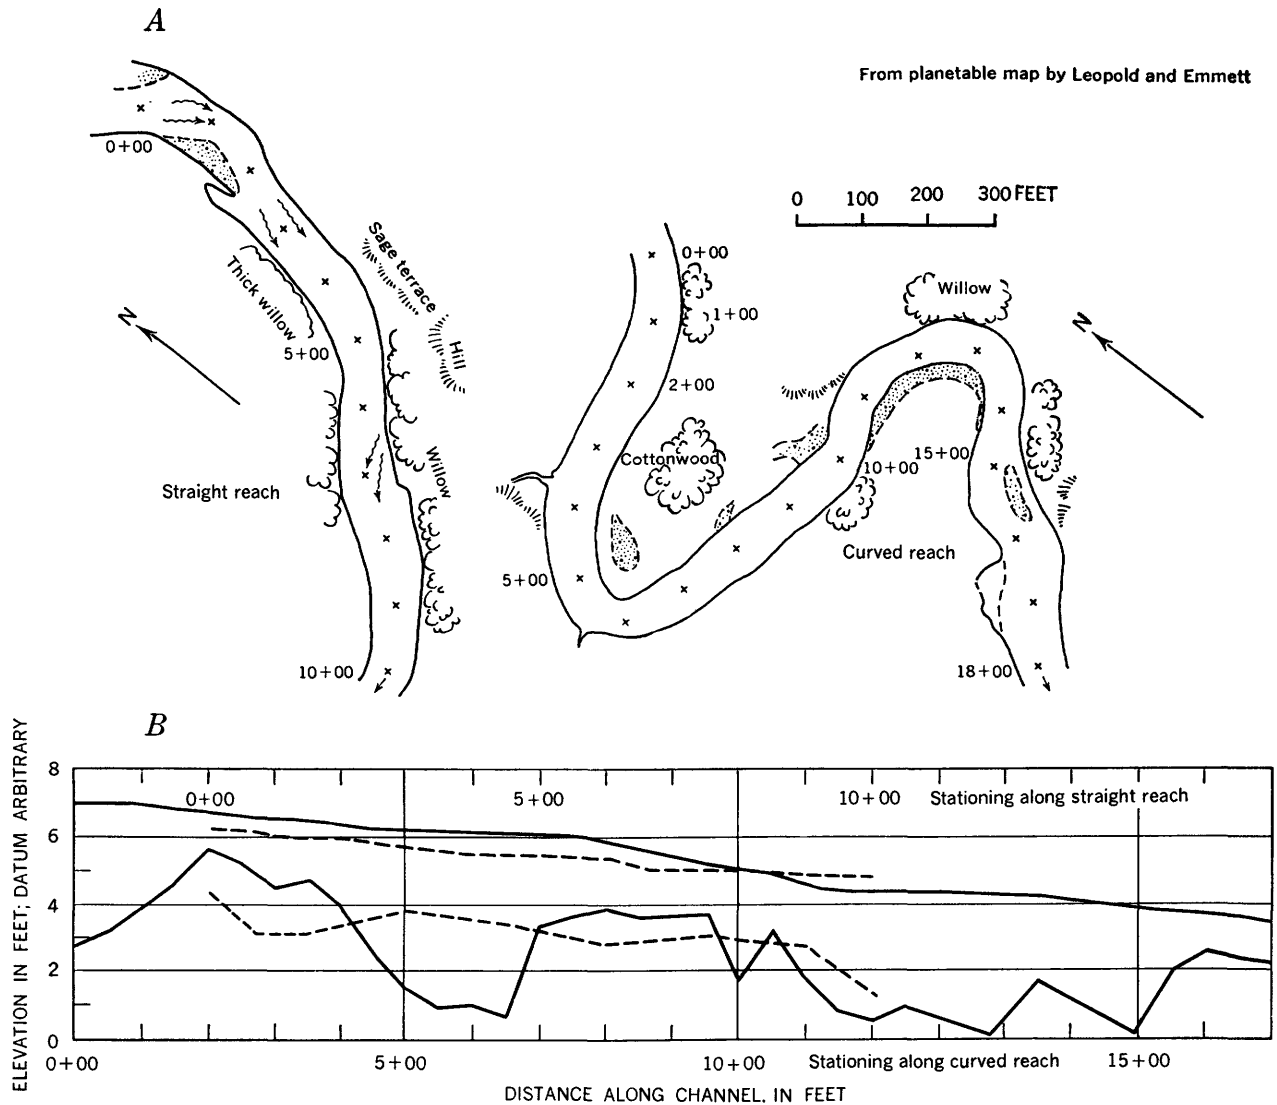 A
From planetable map by Leopold and Emmett
0+00
0 100 200 300 FEET
Sage terrace
Thick willow
Hill
5+00
Straight reach
Willow
10+00
N
0+00
1+00
2+00
Cottonwood
5+00
Willow
10+00
15+00
Curved reach
18+00
N
B
ELEVATION IN FEET; DATUM ARBITRARY
8
6
4
2
0
0+00 5+00 10+00 Stationing along straight reach
0+00 5+00 10+00 Stationing along curved reach 15+00
DISTANCE ALONG CHANNEL, IN FEET